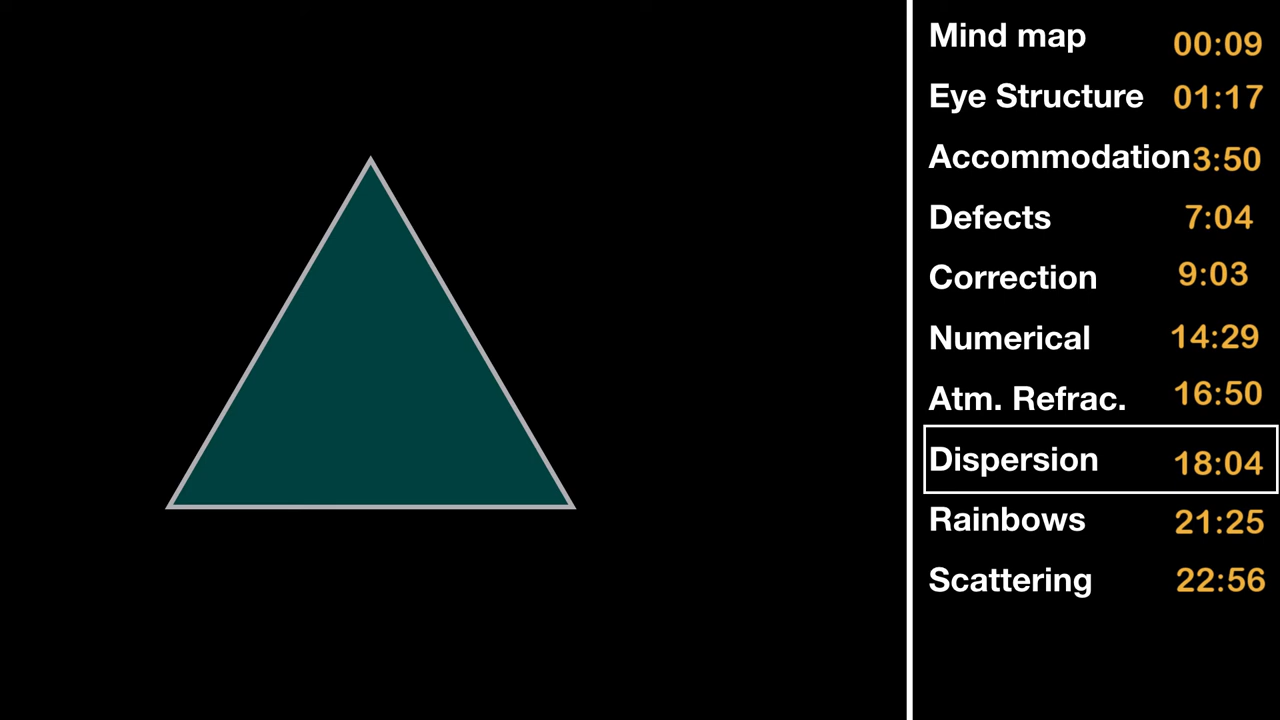 Mind map 00:09
Eye Structure 01:17
Accommodation 3:50
Defects 7:04
Correction 9:03
Numerical 14:29
Atm. Refrac. 16:50
Dispersion 18:04
Rainbows 21:25
Scattering 22:56